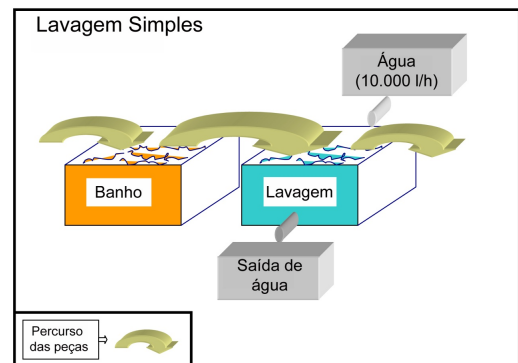 Lavagem Simples
Água
(10.000 l/h)
Banho
Lavagem
Saída de
água
Percurso
das peças